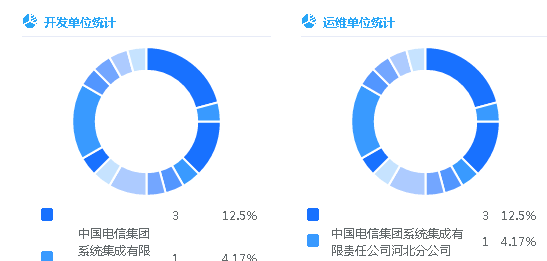 开发单位统计
运维单位统计
3 12.5%
中国电信集团
系统集成有限
1 4.17%
3 12.5%
中国电信集团系统集成有
限责任公司河北分公司
1 4.17%